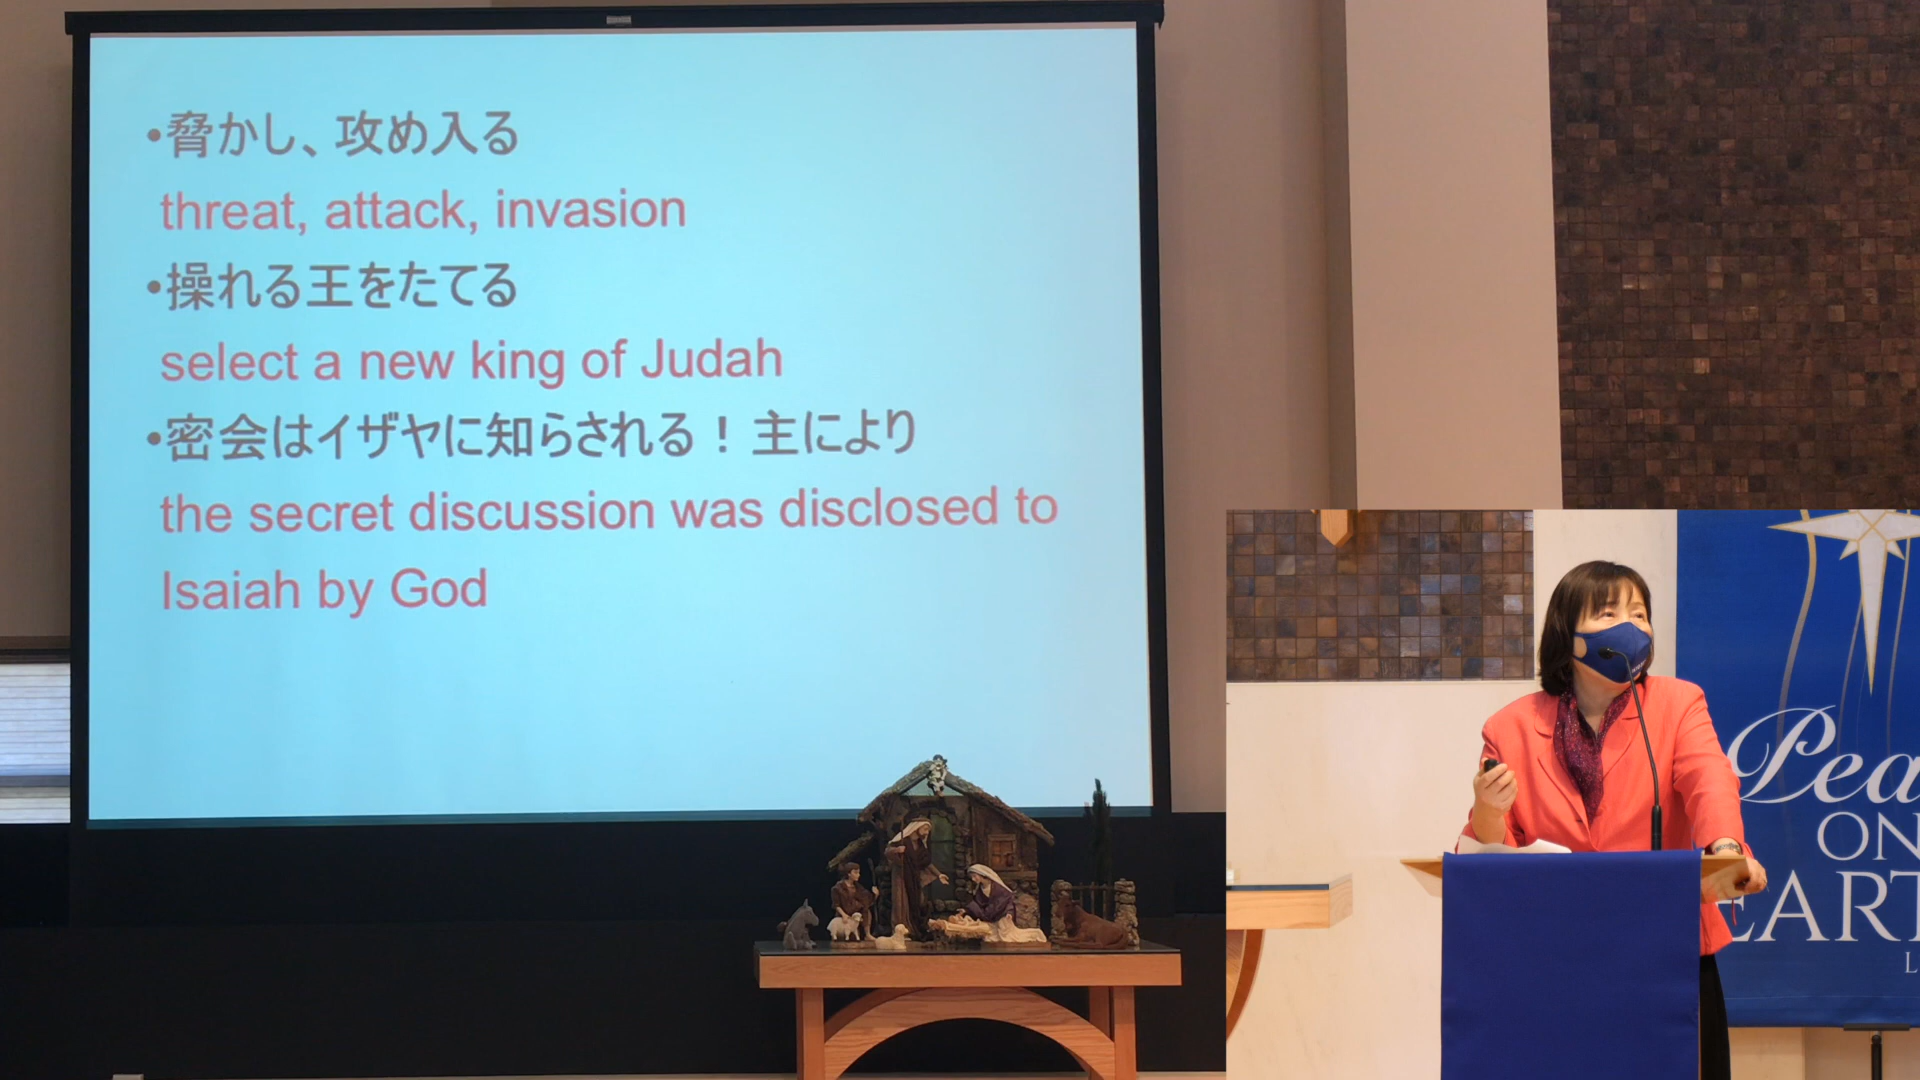 •脅かし、攻め入る
threat, attack, invasion
•操れる王をたてる
select a new king of Judah
•密会はイザヤに知らされる！主により
the secret discussion was disclosed to
Isaiah by God
Pea
ON
EART
L